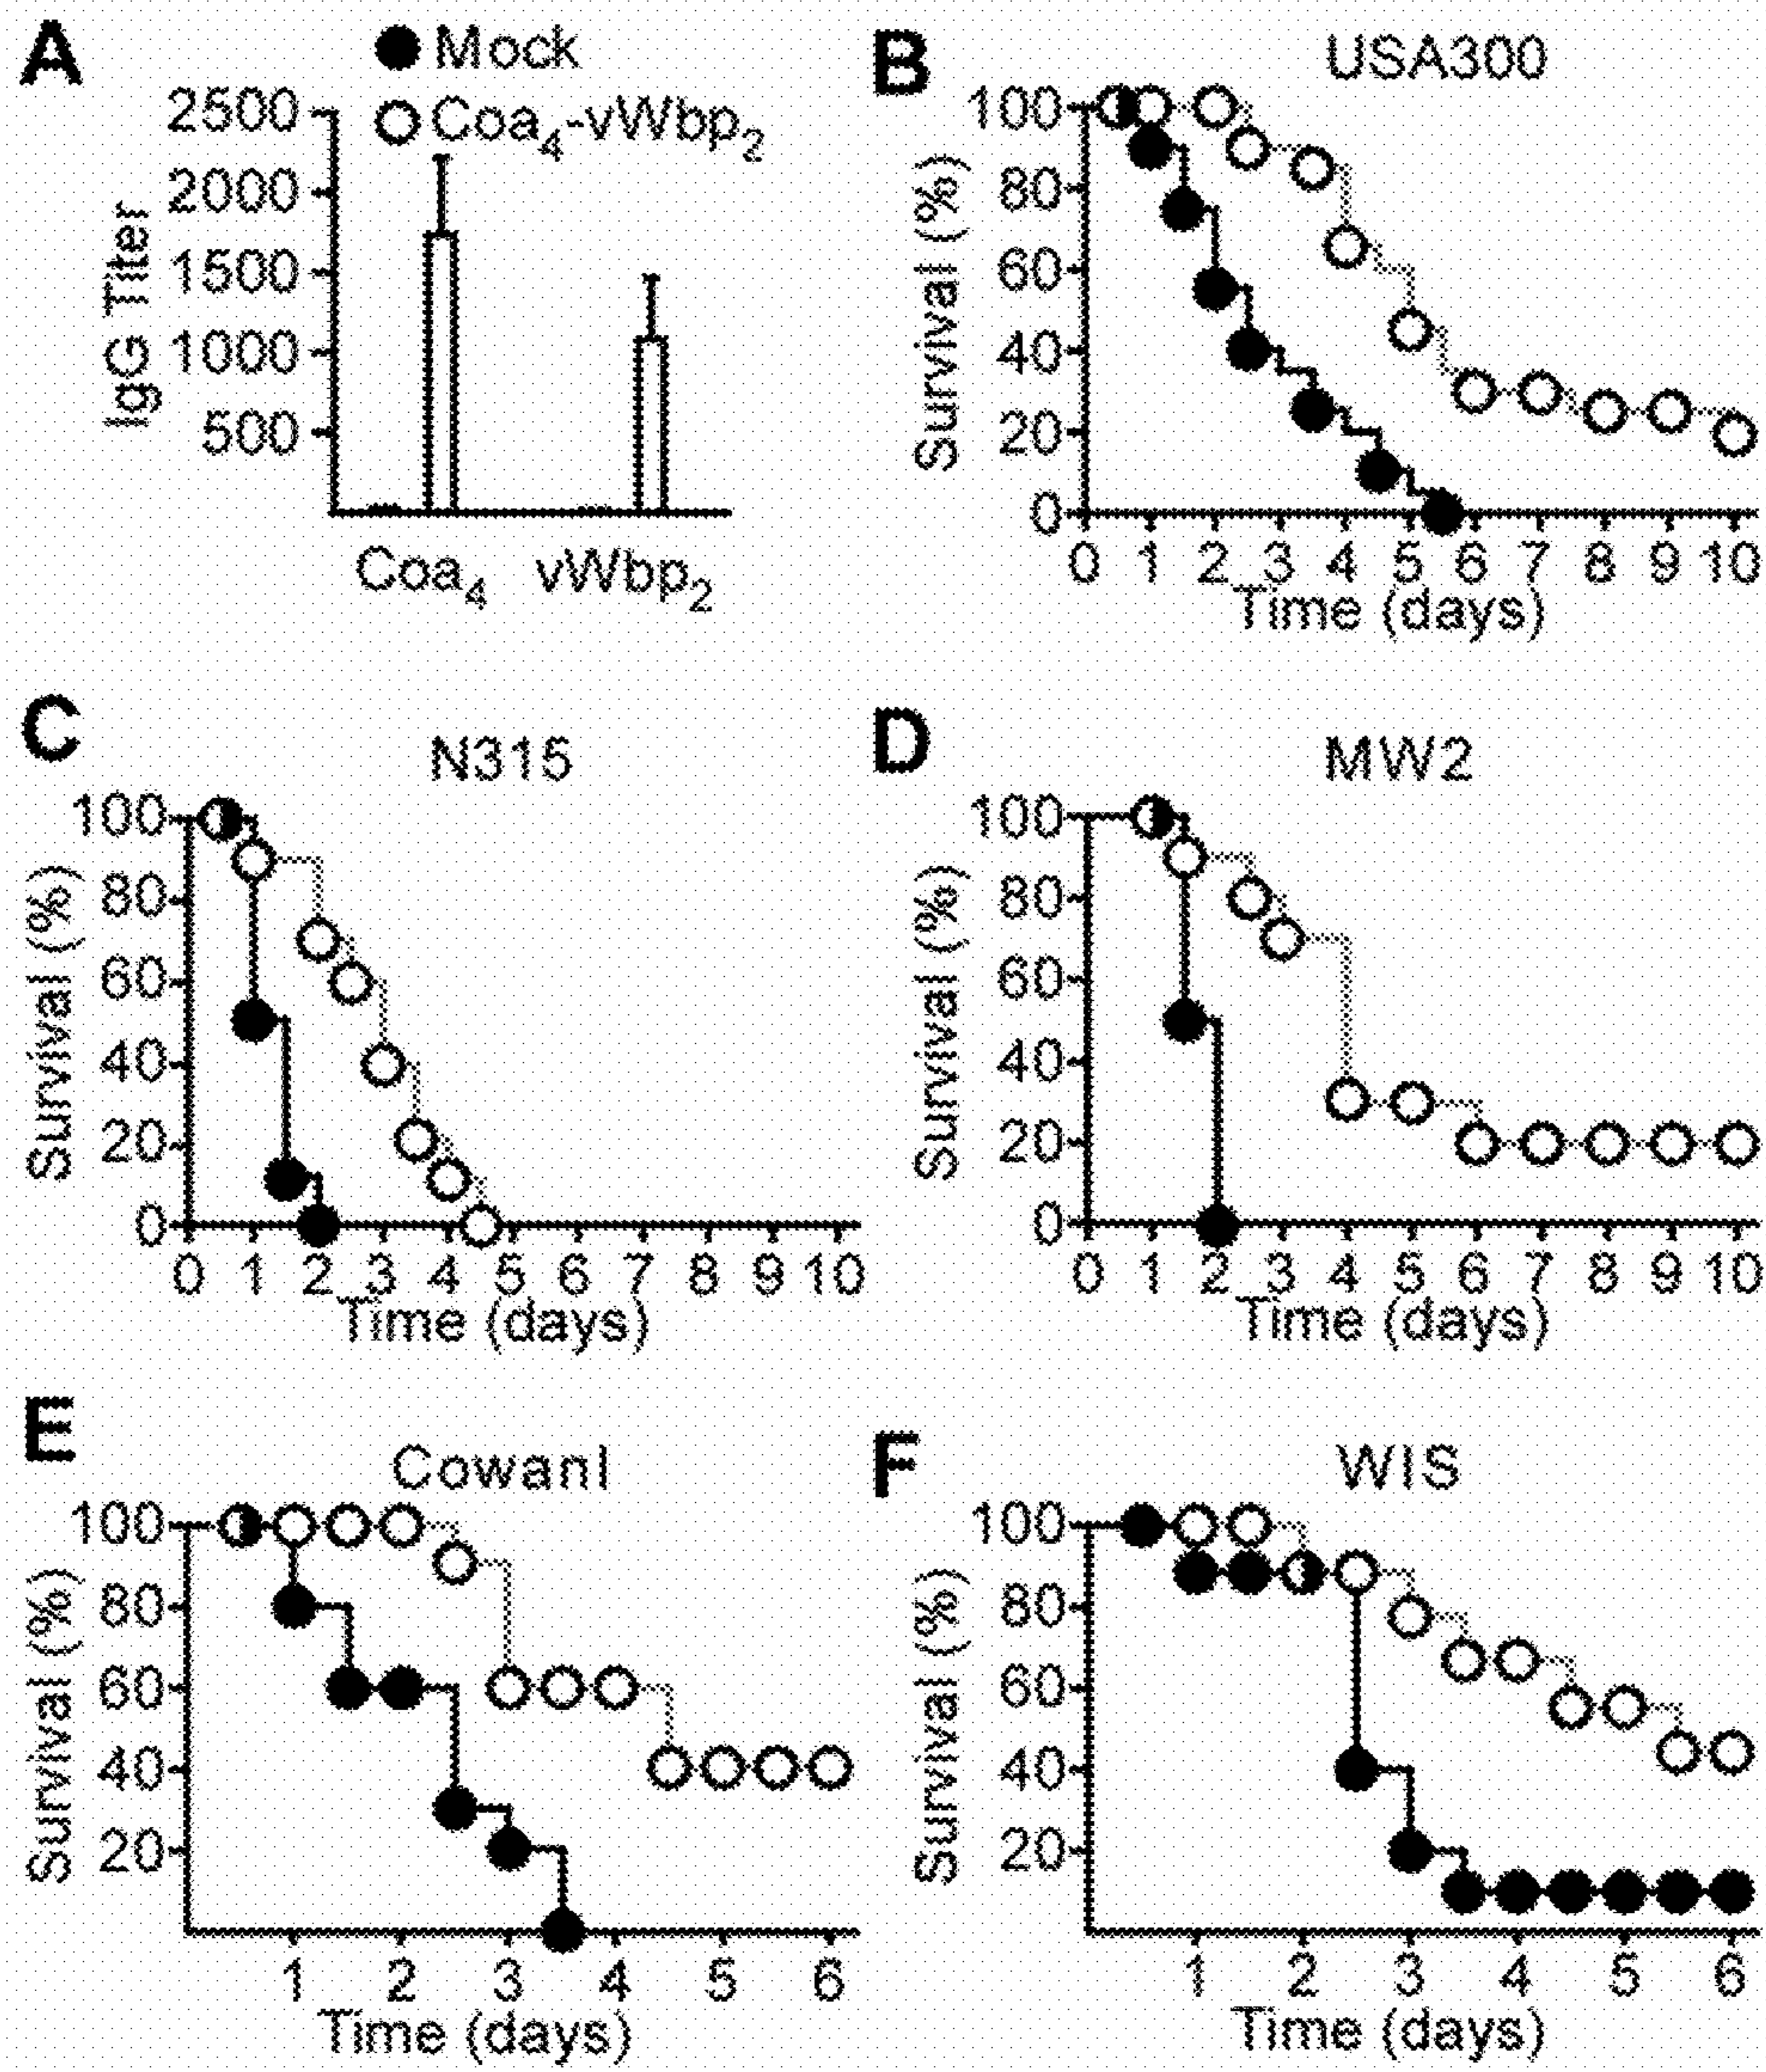 A
Mock
Coa4-vWbp2
2500
2000
1500
1000
500
IgG Titer
Coa4 vWbp2
B
USA300
100
80
60
40
20
0
Survival (%)
0 1 2 3 4 5 6 7 8 9 10
Time (days)
C
N315
100
80
60
40
20
0
Survival (%)
0 1 2 3 4 5 6 7 8 9 10
Time (days)
D
MW2
100
80
60
40
20
0
Survival (%)
0 1 2 3 4 5 6 7 8 9 10
Time (days)
E
CowanI
100
80
60
40
20
Survival (%)
1 2 3 4 5 6
Time (days)
F
WIS
100
80
60
40
20
Survival (%)
1 2 3 4 5 6
Time (days)